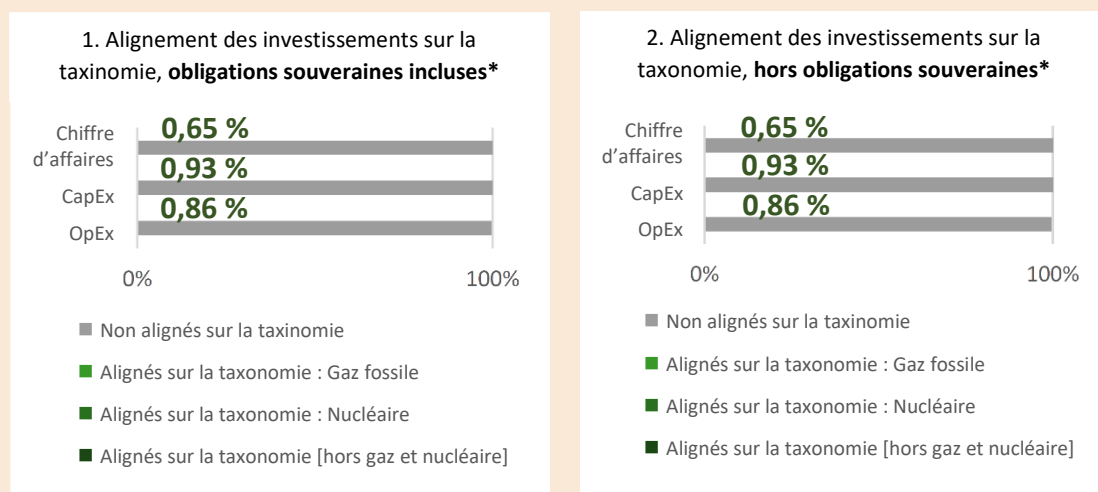 1. Alignement des investissements sur la
taxinomie, obligations souveraines incluses*
Chiffre
d’affaires
0,65 %
CapEx
0,93 %
OpEx
0,86 %
0%
100%
Non alignés sur la taxinomie
Alignés sur la taxonomie : Gaz fossile
Alignés sur la taxonomie : Nucléaire
Alignés sur la taxonomie [hors gaz et nucléaire]
2. Alignement des investissements sur la
taxonomie, hors obligations souveraines*
Chiffre
d’affaires
0,65 %
CapEx
0,93 %
OpEx
0,86 %
0%
100%
Non alignés sur la taxinomie
Alignés sur la taxonomie : Gaz fossile
Alignés sur la taxonomie : Nucléaire
Alignés sur la taxonomie [hors gaz et nucléaire]